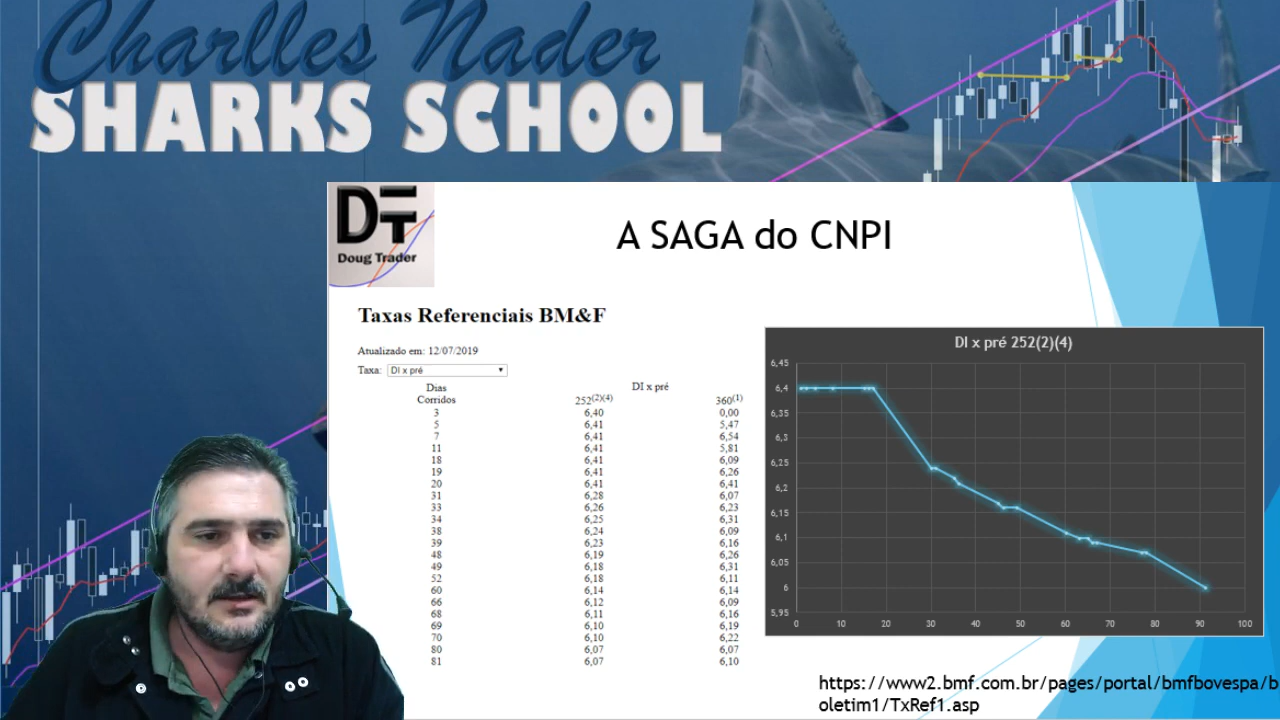 Charlles Nader
SHARKS SCHOOL
DT
Doug Trader
A SAGA do CNPI
Taxas Referenciais BM&F
Atualizado em: 12/07/2019
Taxa: DI x pré
Dias DI x pré
Corridos 252(2)(4) 360(1)
3 6,40 0,00
5 6,41 5,47
7 6,41 6,54
11 6,41 5,81
18 6,41 6,09
19 6,41 6,26
20 6,41 6,41
31 6,28 6,07
33 6,26 6,23
34 6,25 6,31
38 6,24 6,09
39 6,23 6,16
48 6,19 6,26
49 6,18 6,31
52 6,18 6,11
60 6,14 6,14
66 6,12 6,09
68 6,11 6,16
69 6,10 6,19
70 6,10 6,22
80 6,07 6,07
81 6,07 6,10
DI x pré 252(2)(4)
6,45
6,4
6,35
6,3
6,25
6,2
6,15
6,1
6,05
6
5,95
0 10 20 30 40 50 60 70 80 90 100
https://www2.bmf.com.br/pages/portal/bmfbovespa/b
oletim1/TxRef1.asp